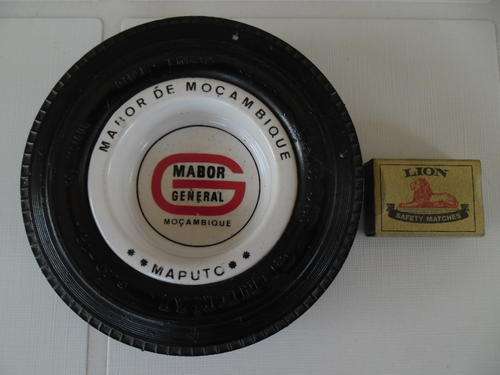 MABOR DE MOÇAMBIQUE
MABOR
GENERAL
MOÇAMBIQUE
MAPUTO
LION
SAFETY MATCHES